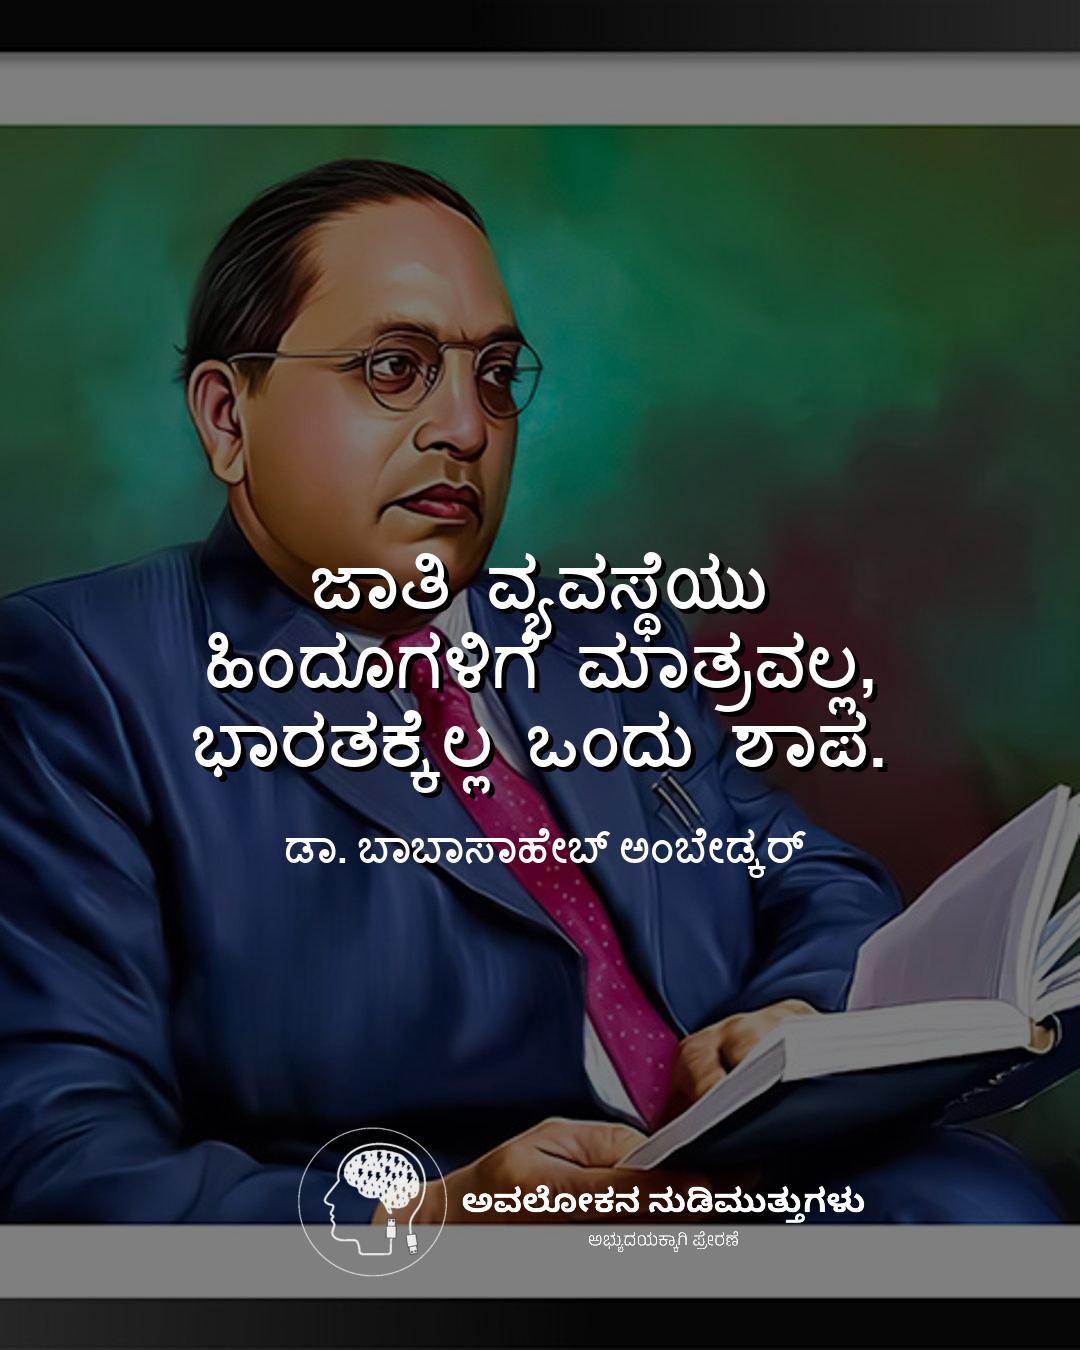 ಜಾತಿ ವ್ಯವಸ್ಥೆಯು
ಹಿಂದೂಗಳಿಗೆ ಮಾತ್ರವಲ್ಲ,
ಭಾರತಕ್ಕೆಲ್ಲ ಒಂದು ಶಾಪ.
ಡಾ. ಬಾಬಾಸಾಹೇಬ್ ಅಂಬೇಡ್ಕರ್
ಅವಲೋಕನ ನುಡಿಮುತ್ತುಗಳು
ಅಭ್ಯುದಯಕ್ಕಾಗಿ ಪ್ರೇರಣೆ